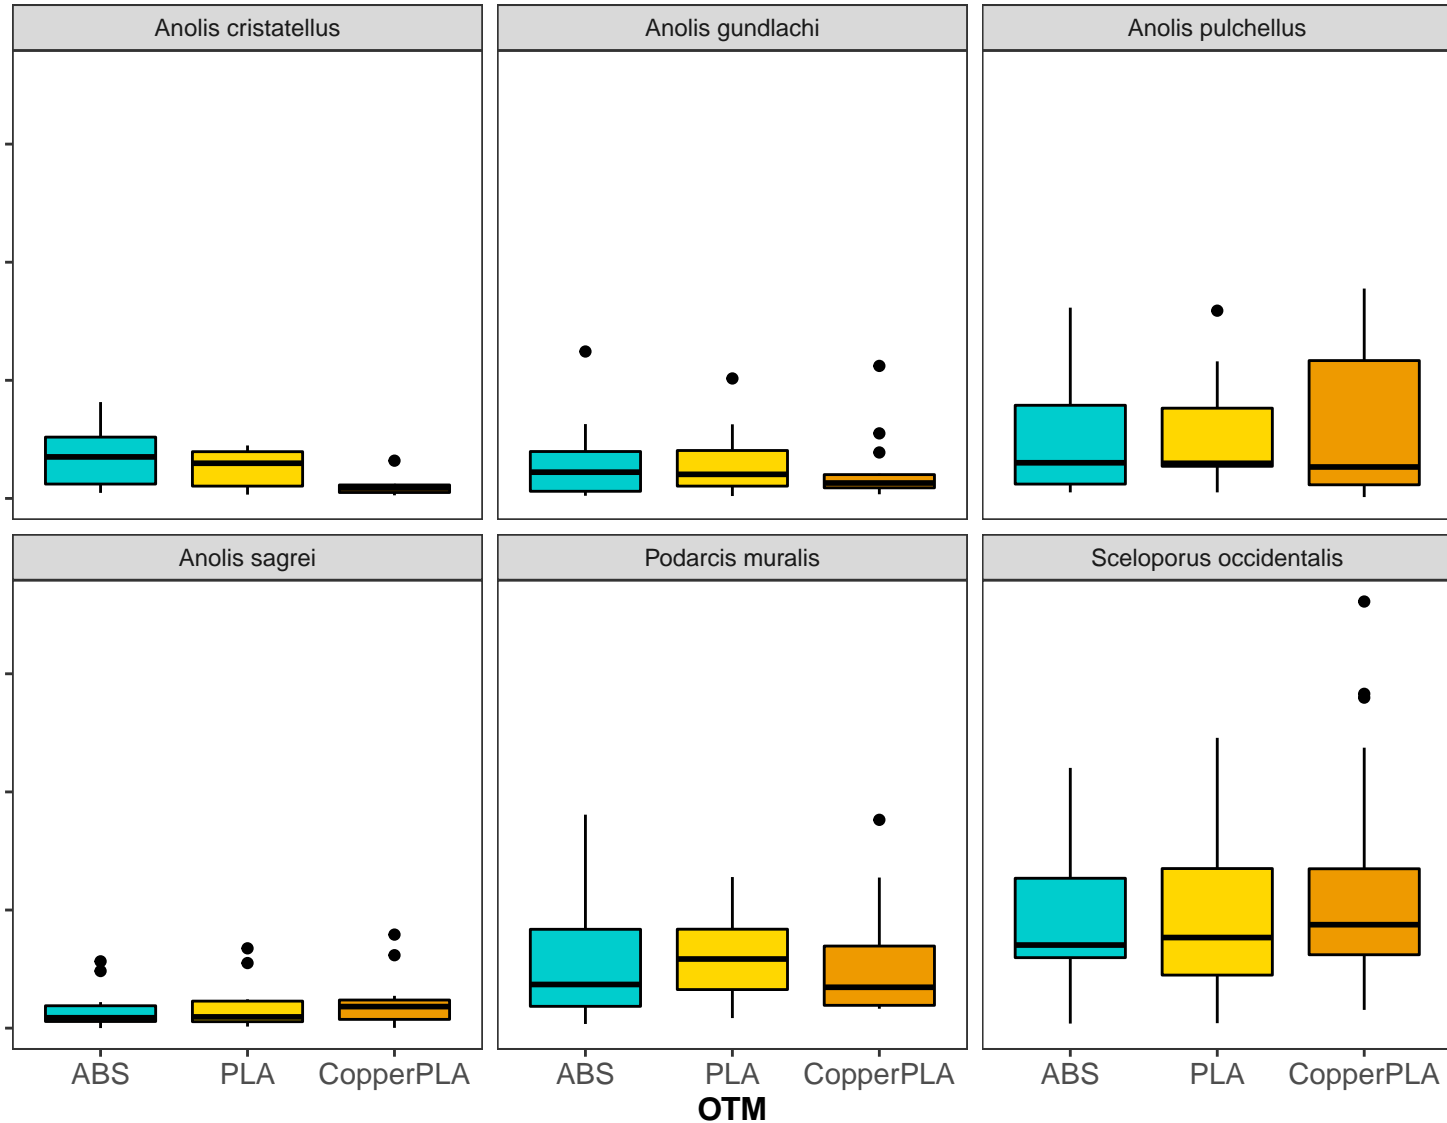 Anolis cristatellus Anolis gundlachi Anolis pulchellus
Anolis sagrei Podarcis muralis Sceloporus occidentalis
ABS PLA CopperPLA ABS PLA CopperPLA ABS PLA CopperPLA
OTM